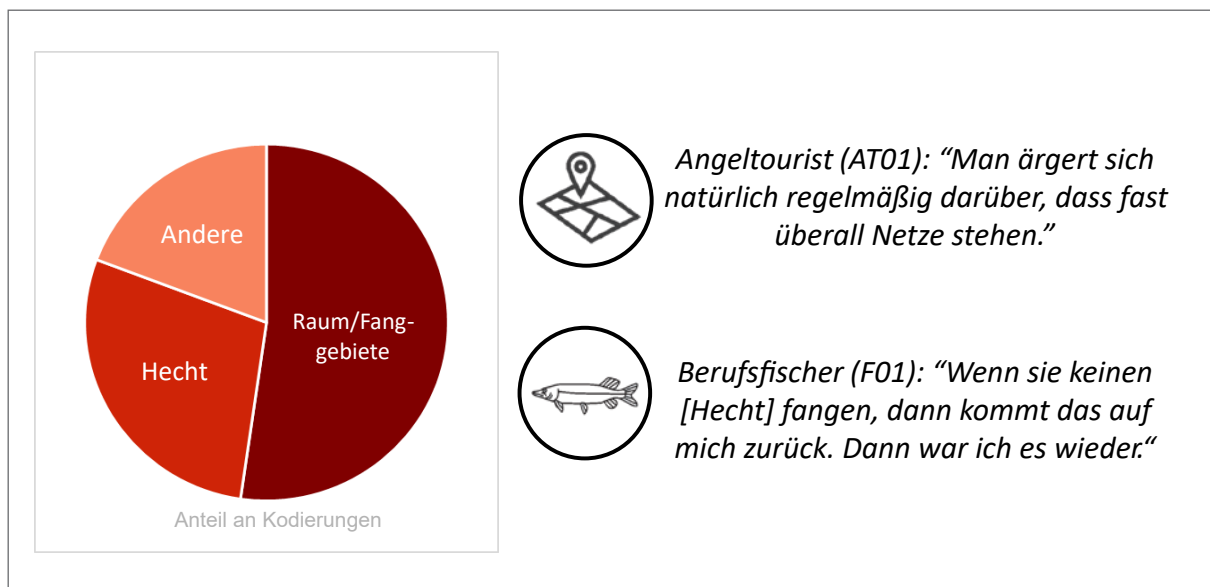 Andere
Raum/Fang-
gebiete
Hecht
Anteil an Kodierungen
Angeltourist (AT01): “Man ärgert sich
natürlich regelmäßig darüber, dass fast
überall Netze stehen.”
Berufsfischer (F01): “Wenn sie keinen
[Hecht] fangen, dann kommt das auf
mich zurück. Dann war ich es wieder.“